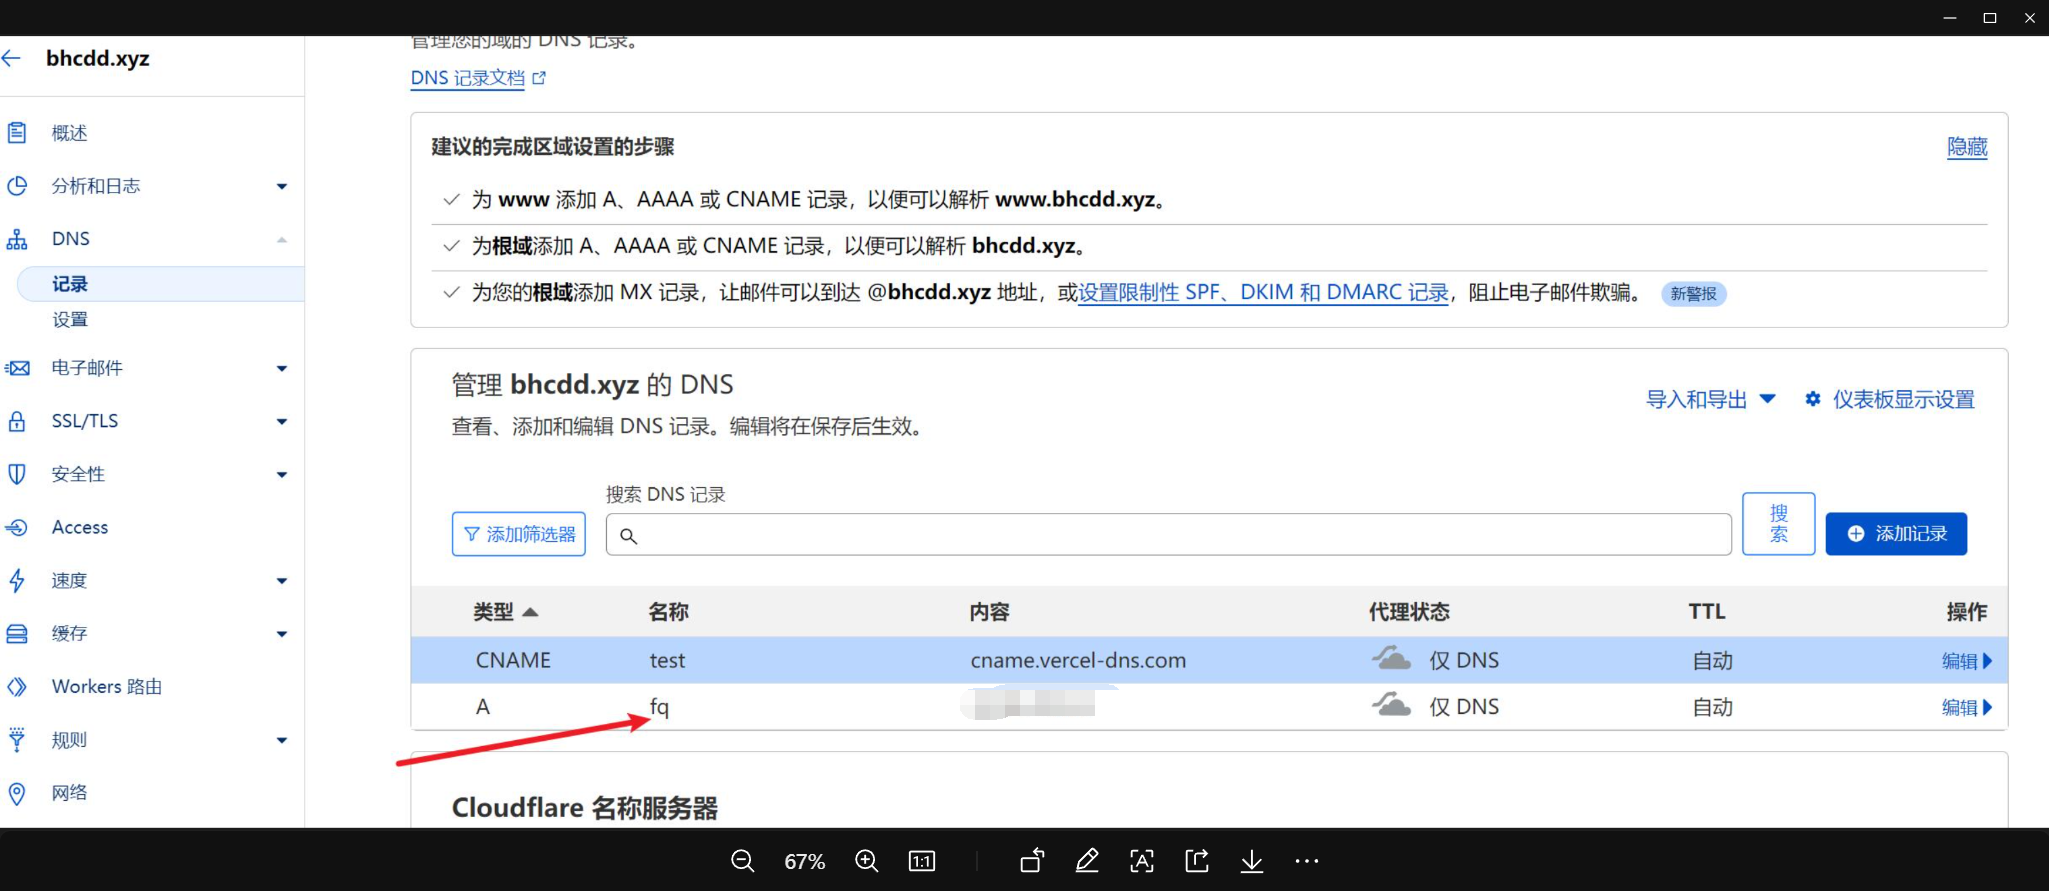 bhcdd.xyz
概述
分析和日志
DNS
记录
设置
电子邮件
SSL/TLS
安全性
Access
速度
缓存
Workers 路由
规则
网络
管理您的域的 DNS 记录。
DNS 记录文档
建议的完成区域设置的步骤
隐藏
为 www 添加 A、AAAA 或 CNAME 记录，以便可以解析 www.bhcdd.xyz。
为根域添加 A、AAAA 或 CNAME 记录，以便可以解析 bhcdd.xyz。
为您的根域添加 MX 记录，让邮件可以到达 @bhcdd.xyz 地址，或设置限制性 SPF、DKIM 和 DMARC 记录，阻止电子邮件欺骗。 新警报
管理 bhcdd.xyz 的 DNS
导入和导出 仪表板显示设置
查看、添加和编辑 DNS 记录。编辑将在保存后生效。
搜索 DNS 记录
添加筛选器
搜
索
添加记录
类型 名称 内容 代理状态 TTL 操作
CNAME test cname.vercel-dns.com 仅 DNS 自动 编辑
A fq 仅 DNS 自动 编辑
Cloudflare 名称服务器
67%
1:1
A